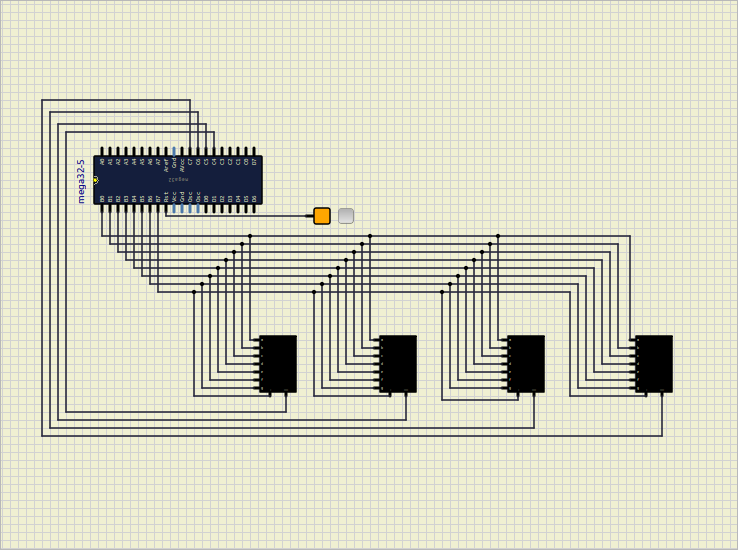 mega32-5
A0 A1 A2 A3 A4 A5 A6 A7 Aref Gnd AVcc C7 C6 C5 C4 C3 C2 C1 C0 D7
mega32
B0 B1 B2 B3 B4 B5 B6 B7 Rst Vcc Gnd Osc Osc D0 D1 D2 D3 D4 D5 D6